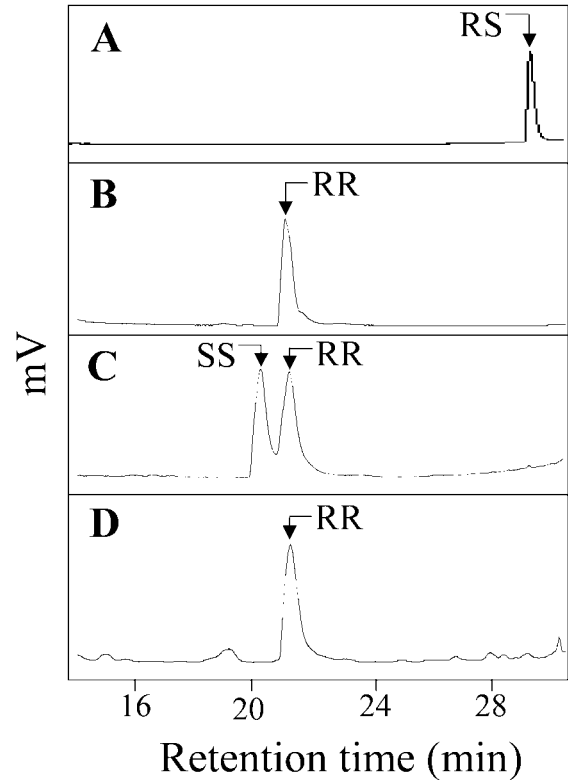 A
RS
B
RR
C
SS
RR
D
RR
mV
16
20
24
28
Retention time (min)